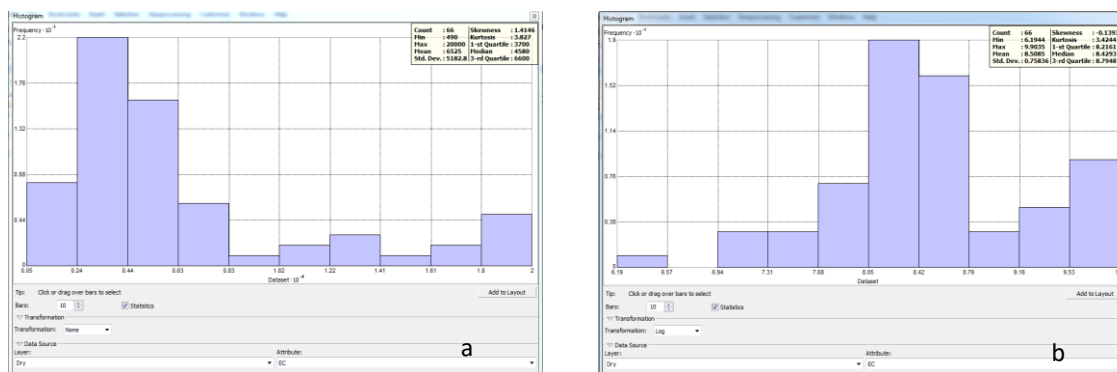 Histogram
Frequency · 10⁻¹
Count : 66 Skewness : 1.4146
Min : 490 Kurtosis : 3.827
Max : 20000 1-st Quartile : 3700
Mean : 6525 Median : 4580
Std. Dev. : 5182.8 3-rd Quartile : 6600
2.2
1.76
1.32
0.88
0.44
0
0.05 0.24 0.44 0.63 0.83 1.02 1.22 1.41 1.61 1.8 2
Dataset · 10⁻⁴
Tip: Click or drag over bars to select
Add to Layout
Bars: 10 Statistics
Transformation
Transformation: None
Data Source
Layer: Attribute:
Dry EC
a
Histogram
Frequency · 10⁻¹
Count : 66 Skewness : -0.1393
Min : 6.1944 Kurtosis : 3.4244
Max : 9.9035 1-st Quartile : 8.2161
Mean : 8.5085 Median : 8.4293
Std. Dev. : 0.75836 3-rd Quartile : 8.7948
1.9
1.52
1.14
0.76
0.38
0
6.19 6.57 6.94 7.31 7.68 8.05 8.42 8.79 9.16 9.53
Dataset
Tip: Click or drag over bars to select
Add to Layout
Bars: 10 Statistics
Transformation
Transformation: Log
Data Source
Layer: Attribute:
Dry EC
b